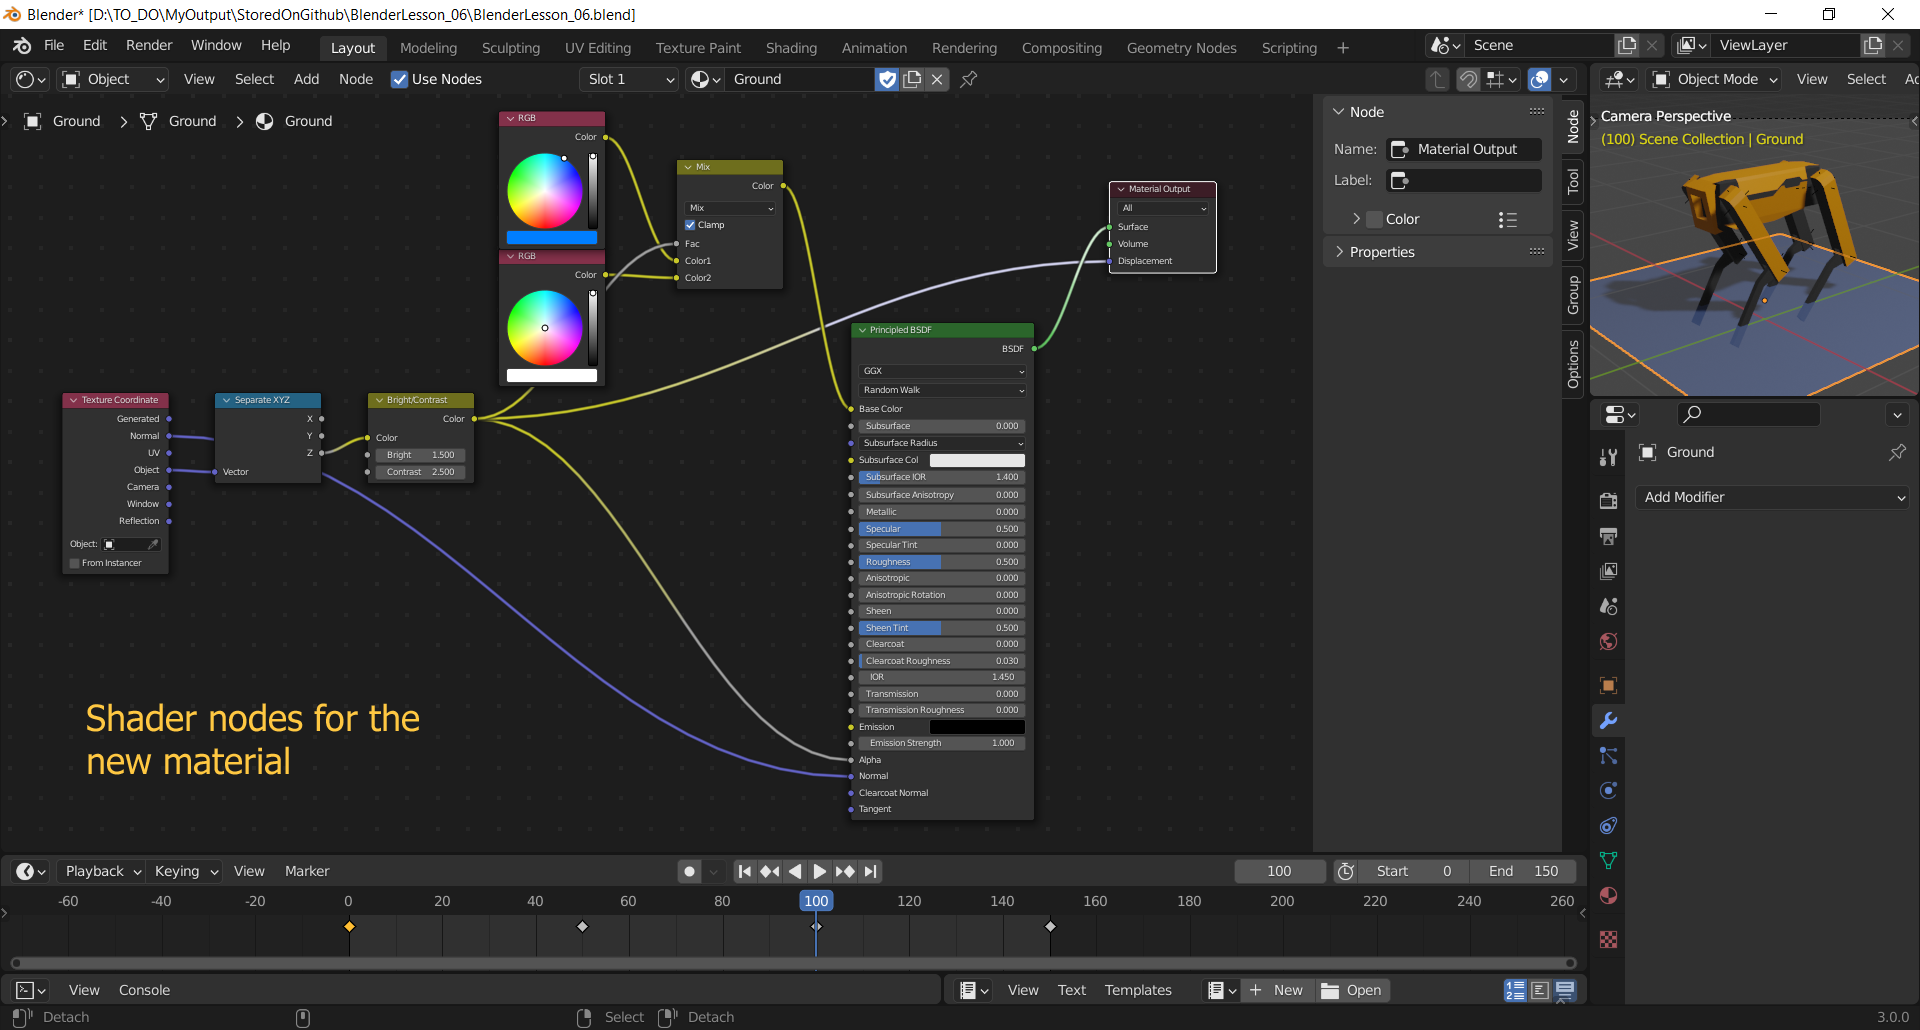 Blender* [D:\TO_DO\MyOutput\StoredOnGithub\BlenderLesson_06\BlenderLesson_06.blend]
File Edit Render Window Help Layout Modeling Sculpting UV Editing Texture Paint Shading Animation Rendering Compositing Geometry Nodes Scripting + Scene ViewLayer
Object View Select Add Node Use Nodes Slot 1 Ground Object Mode View Select Ac
Ground > Ground > Ground
Camera Perspective
(100) Scene Collection | Ground
RGB
Color
RGB
Color
Mix
Color
Mix
Clamp
Fac
Color1
Color2
Material Output
All
Surface
Volume
Displacement
Texture Coordinate
Generated
Normal
UV
Object
Camera
Window
Reflection
Object:
From Instancer
Separate XYZ
X
Y
Z
Vector
Bright/Contrast
Color
Color
Bright 1.500
Contrast 2.500
Principled BSDF
BSDF
GGX
Random Walk
Base Color
Subsurface 0.000
Subsurface Radius
Subsurface Col
Subsurface IOR 1.400
Subsurface Anisotropy 0.000
Metallic 0.000
Specular 0.500
Specular Tint 0.000
Roughness 0.500
Anisotropic 0.000
Anisotropic Rotation 0.000
Sheen 0.000
Sheen Tint 0.500
Clearcoat 0.000
Clearcoat Roughness 0.030
IOR 1.450
Transmission 0.000
Transmission Roughness 0.000
Emission
Emission Strength 1.000
Alpha
Normal
Clearcoat Normal
Tangent
Shader nodes for the
new material
Node
Name: Material Output
Label:
Color
Properties
Node
Tool
View
Group
Options
Ground
Add Modifier
Playback Keying View Marker 100 Start 0 End 150
-60 -40 -20 0 20 40 60 80 100 120 140 160 180 200 220 240 260
View Console View Text Templates + New Open
Detach Select Detach 3.0.0